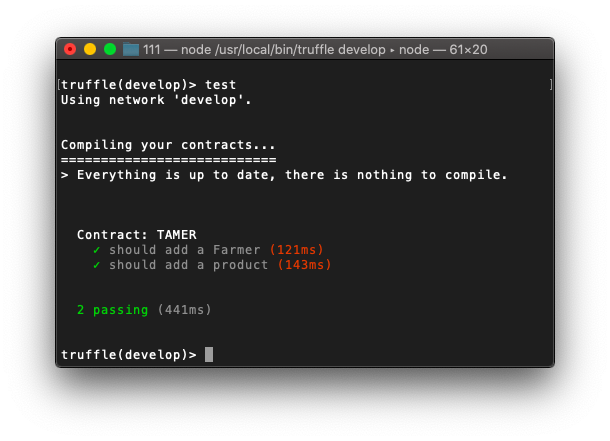 111 — node /usr/local/bin/truffle develop ▸ node — 61×20
[truffle(develop)> test ]
Using network 'develop'.
Compiling your contracts...
===========================
> Everything is up to date, there is nothing to compile.
Contract: TAMER
✓ should add a Farmer (121ms)
✓ should add a product (143ms)
2 passing (441ms)
truffle(develop)>